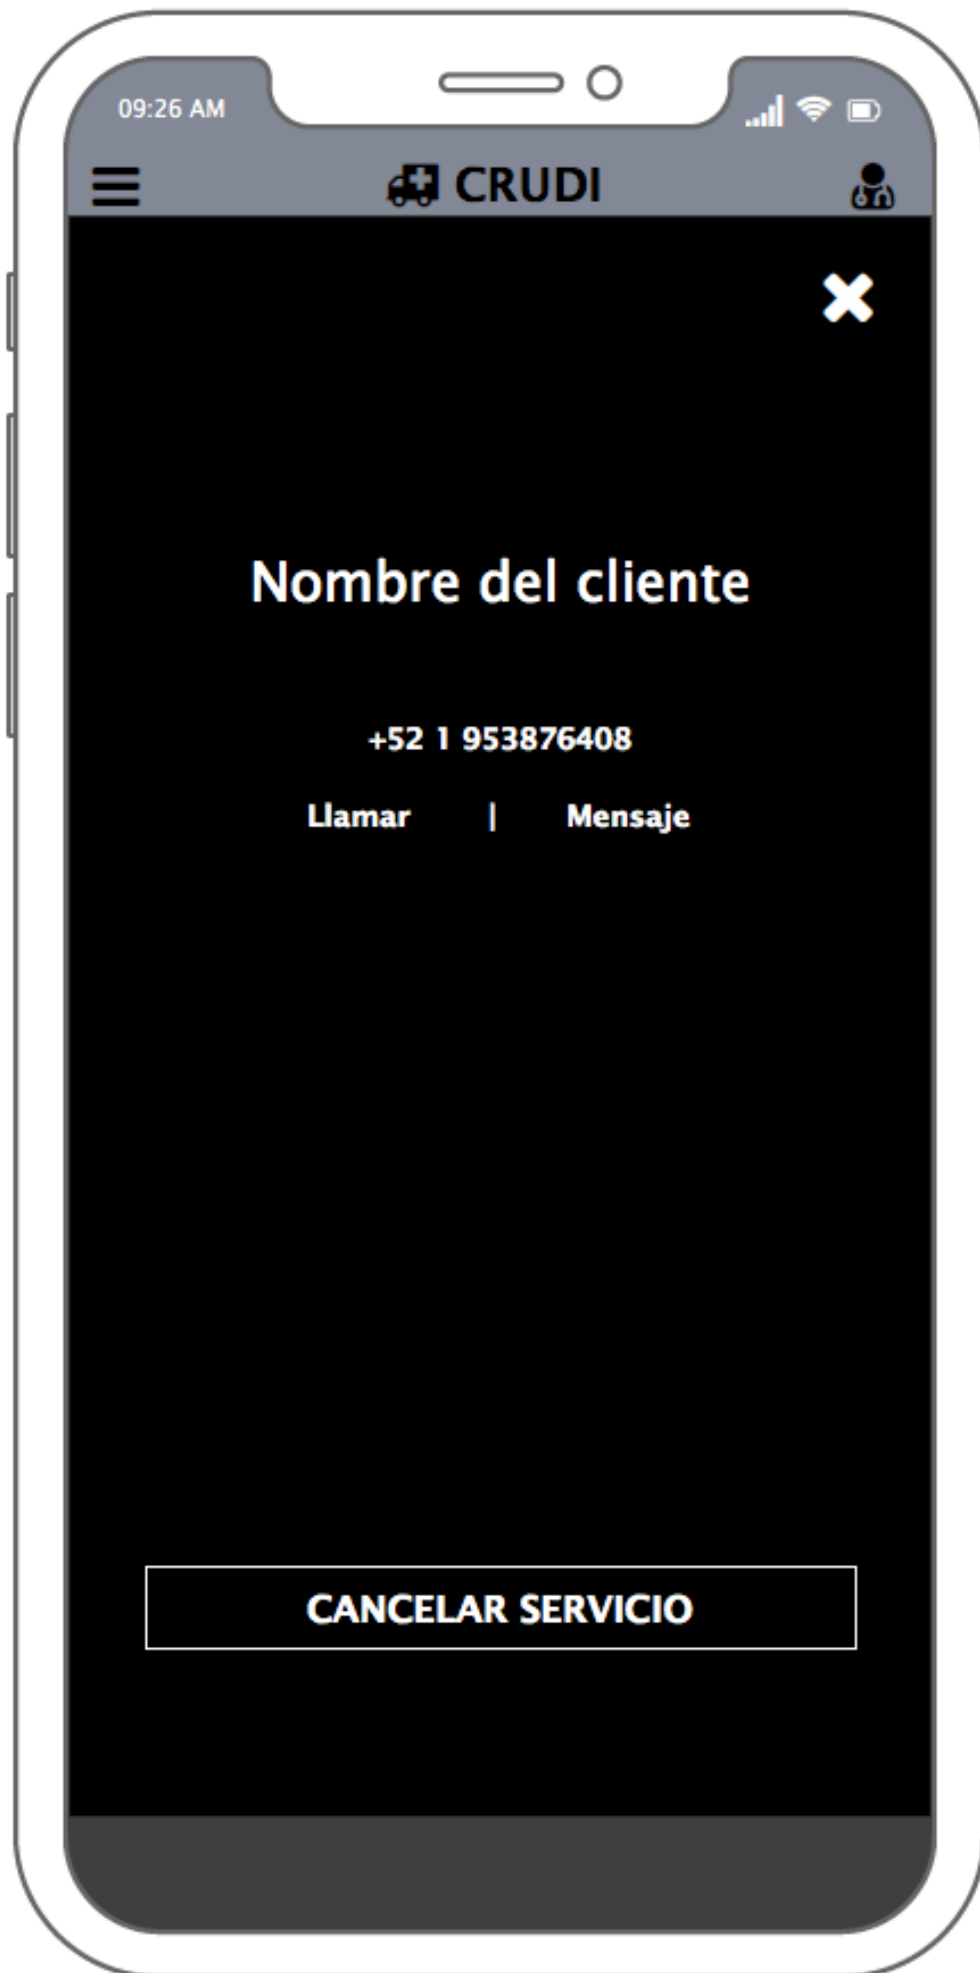 09:26 AM
CRUDI
Nombre del cliente
+52 1 953876408
Llamar | Mensaje
CANCELAR SERVICIO